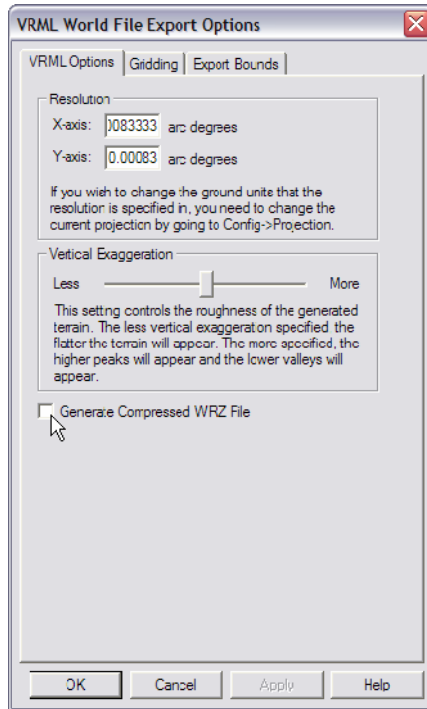 VRML World File Export Options
VRML Options Gridding Export Bounds
Resolution
X-axis: 0083333 arc degrees
Y-axis: 0.00083 arc degrees
If you wish to change the ground units that the
resolution is specified in, you need to change the
current projection by going to Config->Projection.
Vertical Exaggeration
Less More
This setting controls the roughness of the generated
terrain. The less vertical exaggeration specified the
flatter the terrain will appear. The more specified, the
higher peaks will appear and the lower valleys will
appear.
Generate Compressed WRZ File
OK Cancel Apply Help